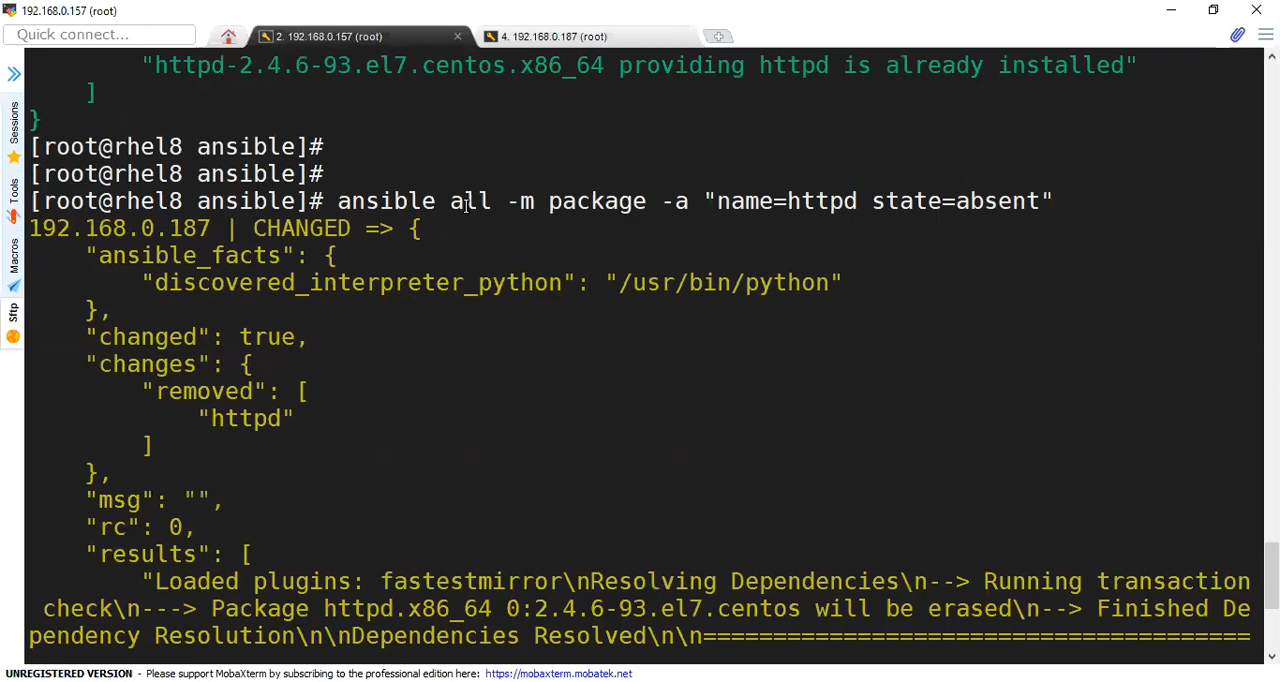 192.168.0.157 (root)
Quick connect...
2. 192.168.0.157 (root)
4. 192.168.0.187 (root)
Sessions
Tools
Macros
Sftp
"httpd-2.4.6-93.el7.centos.x86_64 providing httpd is already installed"
]
}
[root@rhel8 ansible]#
[root@rhel8 ansible]#
[root@rhel8 ansible]# ansible all -m package -a "name=httpd state=absent"
192.168.0.187 | CHANGED => {
"ansible_facts": {
"discovered_interpreter_python": "/usr/bin/python"
},
"changed": true,
"changes": {
"removed": [
"httpd"
]
},
"msg": "",
"rc": 0,
"results": [
"Loaded plugins: fastestmirror\nResolving Dependencies\n--> Running transaction
check\n---> Package httpd.x86_64 0:2.4.6-93.el7.centos will be erased\n--> Finished De
pendency Resolution\n\nDependencies Resolved\n\n=======================================
UNREGISTERED VERSION - Please support MobaXterm by subscribing to the professional edition here: https://mobaxterm.mobatek.net